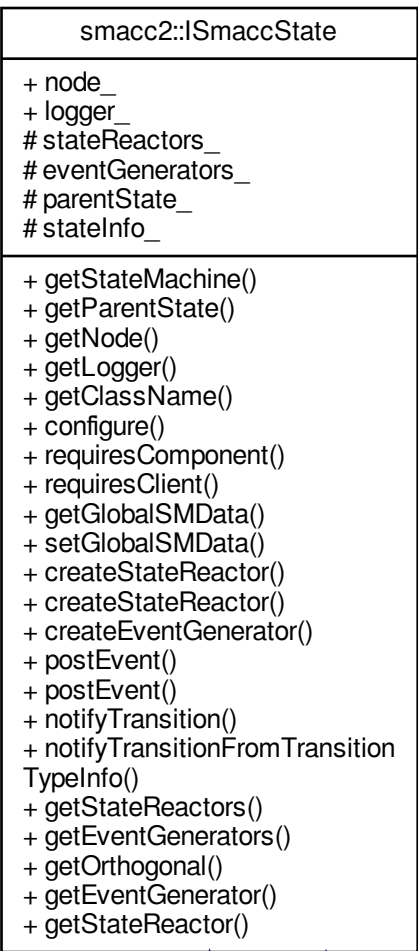 smacc2::ISmaccState
+ node_
+ logger_
# stateReactors_
# eventGenerators_
# parentState_
# stateInfo_
+ getStateMachine()
+ getParentState()
+ getNode()
+ getLogger()
+ getClassName()
+ configure()
+ requiresComponent()
+ requiresClient()
+ getGlobalSMData()
+ setGlobalSMData()
+ createStateReactor()
+ createStateReactor()
+ createEventGenerator()
+ postEvent()
+ postEvent()
+ notifyTransition()
+ notifyTransitionFromTransition
TypeInfo()
+ getStateReactors()
+ getEventGenerators()
+ getOrthogonal()
+ getEventGenerator()
+ getStateReactor()